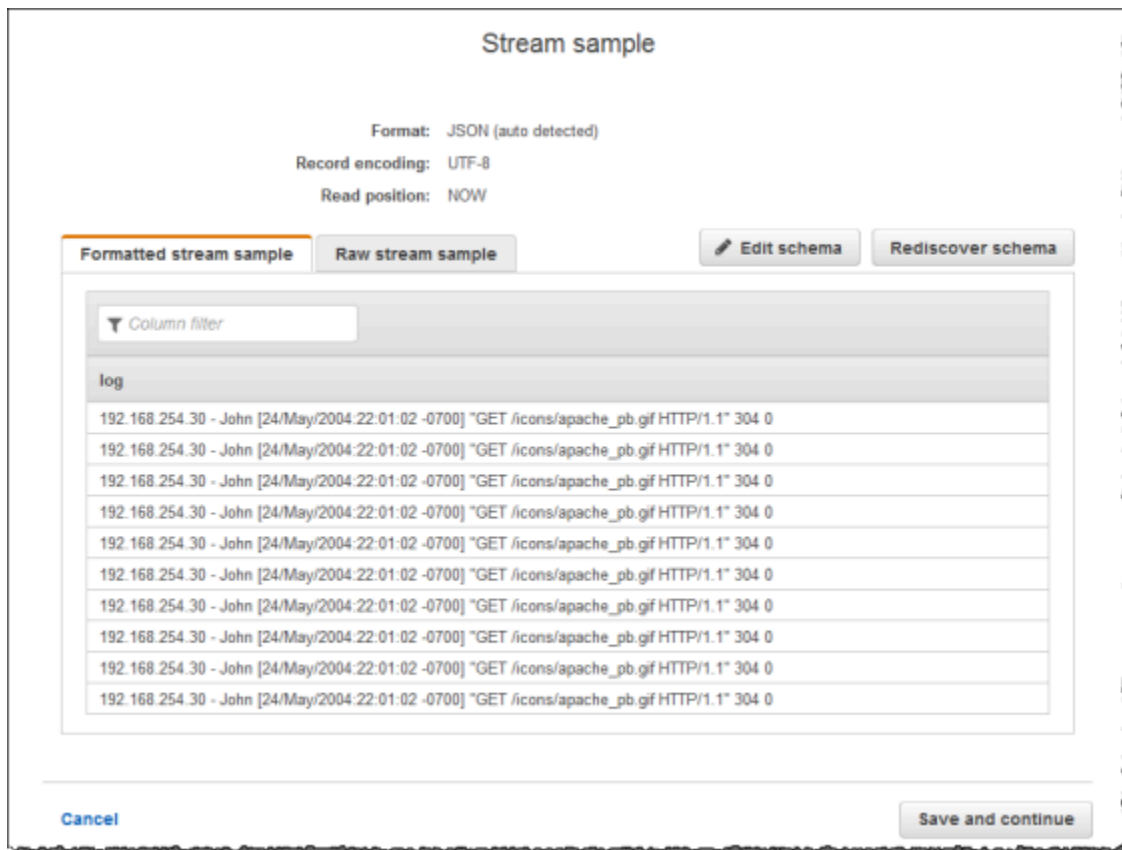 Stream sample
Format: JSON (auto detected)
Record encoding: UTF-8
Read position: NOW
Formatted stream sample Raw stream sample Edit schema Rediscover schema
Column filter
log
192.168.254.30 - John [24/May/2004:22:01:02 -0700] "GET /icons/apache_pb.gif HTTP/1.1" 304 0
192.168.254.30 - John [24/May/2004:22:01:02 -0700] "GET /icons/apache_pb.gif HTTP/1.1" 304 0
192.168.254.30 - John [24/May/2004:22:01:02 -0700] "GET /icons/apache_pb.gif HTTP/1.1" 304 0
192.168.254.30 - John [24/May/2004:22:01:02 -0700] "GET /icons/apache_pb.gif HTTP/1.1" 304 0
192.168.254.30 - John [24/May/2004:22:01:02 -0700] "GET /icons/apache_pb.gif HTTP/1.1" 304 0
192.168.254.30 - John [24/May/2004:22:01:02 -0700] "GET /icons/apache_pb.gif HTTP/1.1" 304 0
192.168.254.30 - John [24/May/2004:22:01:02 -0700] "GET /icons/apache_pb.gif HTTP/1.1" 304 0
192.168.254.30 - John [24/May/2004:22:01:02 -0700] "GET /icons/apache_pb.gif HTTP/1.1" 304 0
192.168.254.30 - John [24/May/2004:22:01:02 -0700] "GET /icons/apache_pb.gif HTTP/1.1" 304 0
192.168.254.30 - John [24/May/2004:22:01:02 -0700] "GET /icons/apache_pb.gif HTTP/1.1" 304 0
Cancel Save and continue